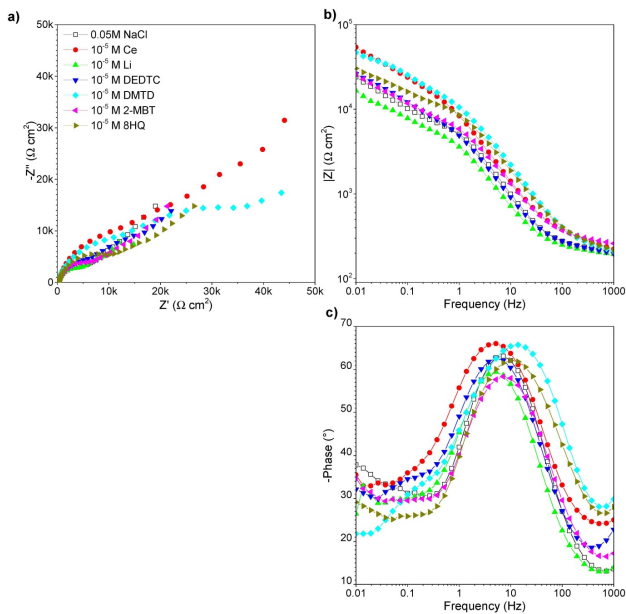 a)
50k
40k
30k
20k
10k
0
-Z" (Ω cm²)
0.05M NaCl
10⁻⁵ M Ce
10⁻⁵ M Li
10⁻⁵ M DEDTC
10⁻⁵ M DMTD
10⁻⁵ M 2-MBT
10⁻⁵ M 8HQ
0 10k 20k 30k 40k 50k
Z' (Ω cm²)
b)
10⁵
10⁴
10³
10²
|Z| (Ω cm²)
0.01 0.1 1 10 100 1000
Frequency (Hz)
c)
70
60
50
40
30
20
10
-Phase (°)
0.01 0.1 1 10 100 1000
Frequency (Hz)